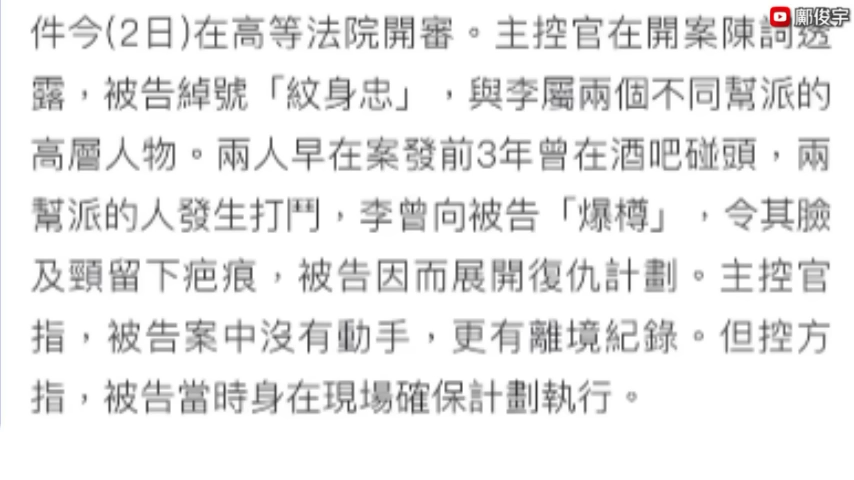 鄺俊宇
件今(2日)在高等法院開審。主控官在開案陳詞透
露，被告綽號「紋身忠」，與李屬兩個不同幫派的
高層人物。兩人早在案發前3年曾在酒吧碰頭，兩
幫派的人發生打鬥，李曾向被告「爆樽」，令其臉
及頸留下疤痕，被告因而展開復仇計劃。主控官
指，被告案中沒有動手，更有離境紀錄。但控方
指，被告當時身在現場確保計劃執行。